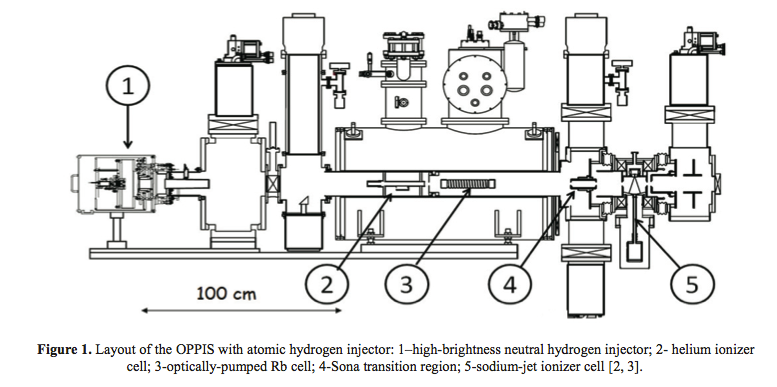 1
2
3
4
5
100 cm
Figure 1. Layout of the OPPIS with atomic hydrogen injector: 1–high-brightness neutral hydrogen injector; 2- helium ionizer
cell; 3-optically-pumped Rb cell; 4-Sona transition region; 5-sodium-jet ionizer cell [2, 3].